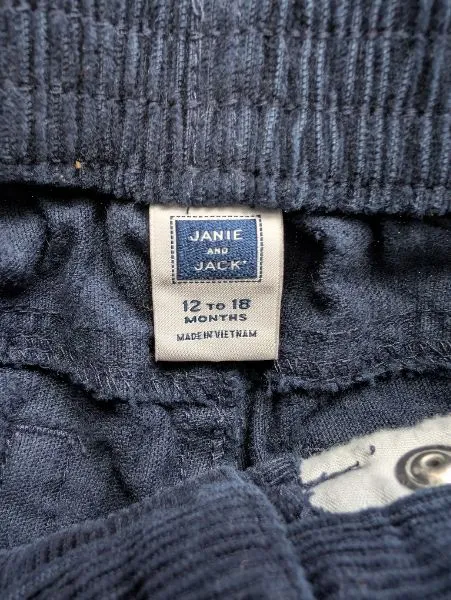 JANIE
AND
JACK®
12 TO 18
MONTHS
MADE IN VIETNAM